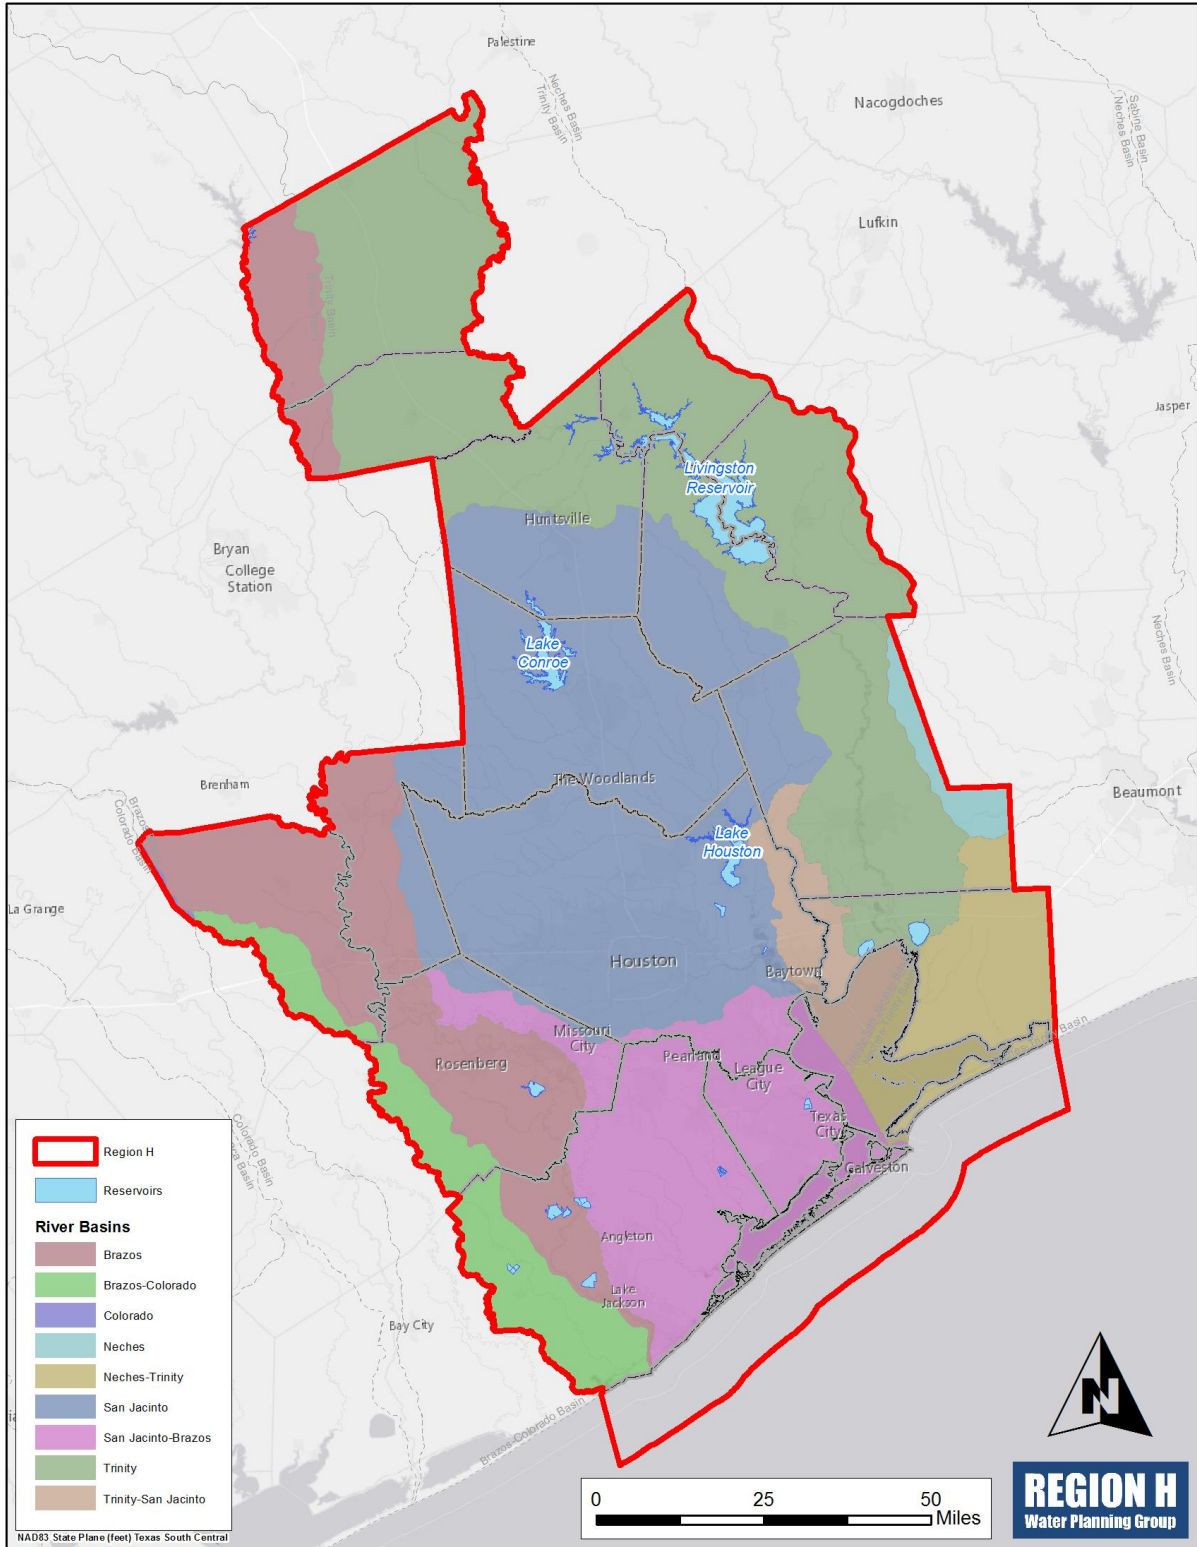 Palestine
Neches Basin
Trinity Basin
Nacogdoches
Sabine Basin
Neches Basin
Lufkin
Trinity Basin
Jasper
Livingston
Reservoir
Huntsville
Bryan
College
Station
Neches Basin
Lake
Conroe
The Woodlands
Brenham
Beaumont
Brazos
Colorado Basin
Lake
Houston
La Grange
Houston
Baytown
Missouri
City
Pearland
Rosenberg
League
City
Texas
City
Galveston
Colorado Basin
Angleton
Lake
Jackson
Bay City
Brazos-Colorado Basin
Region H
Reservoirs
River Basins
Brazos
Brazos-Colorado
Colorado
Neches
Neches-Trinity
San Jacinto
San Jacinto-Brazos
Trinity
Trinity-San Jacinto
NAD83 State Plane (feet) Texas South Central
0 25 50
Miles
N
REGION H
Water Planning Group